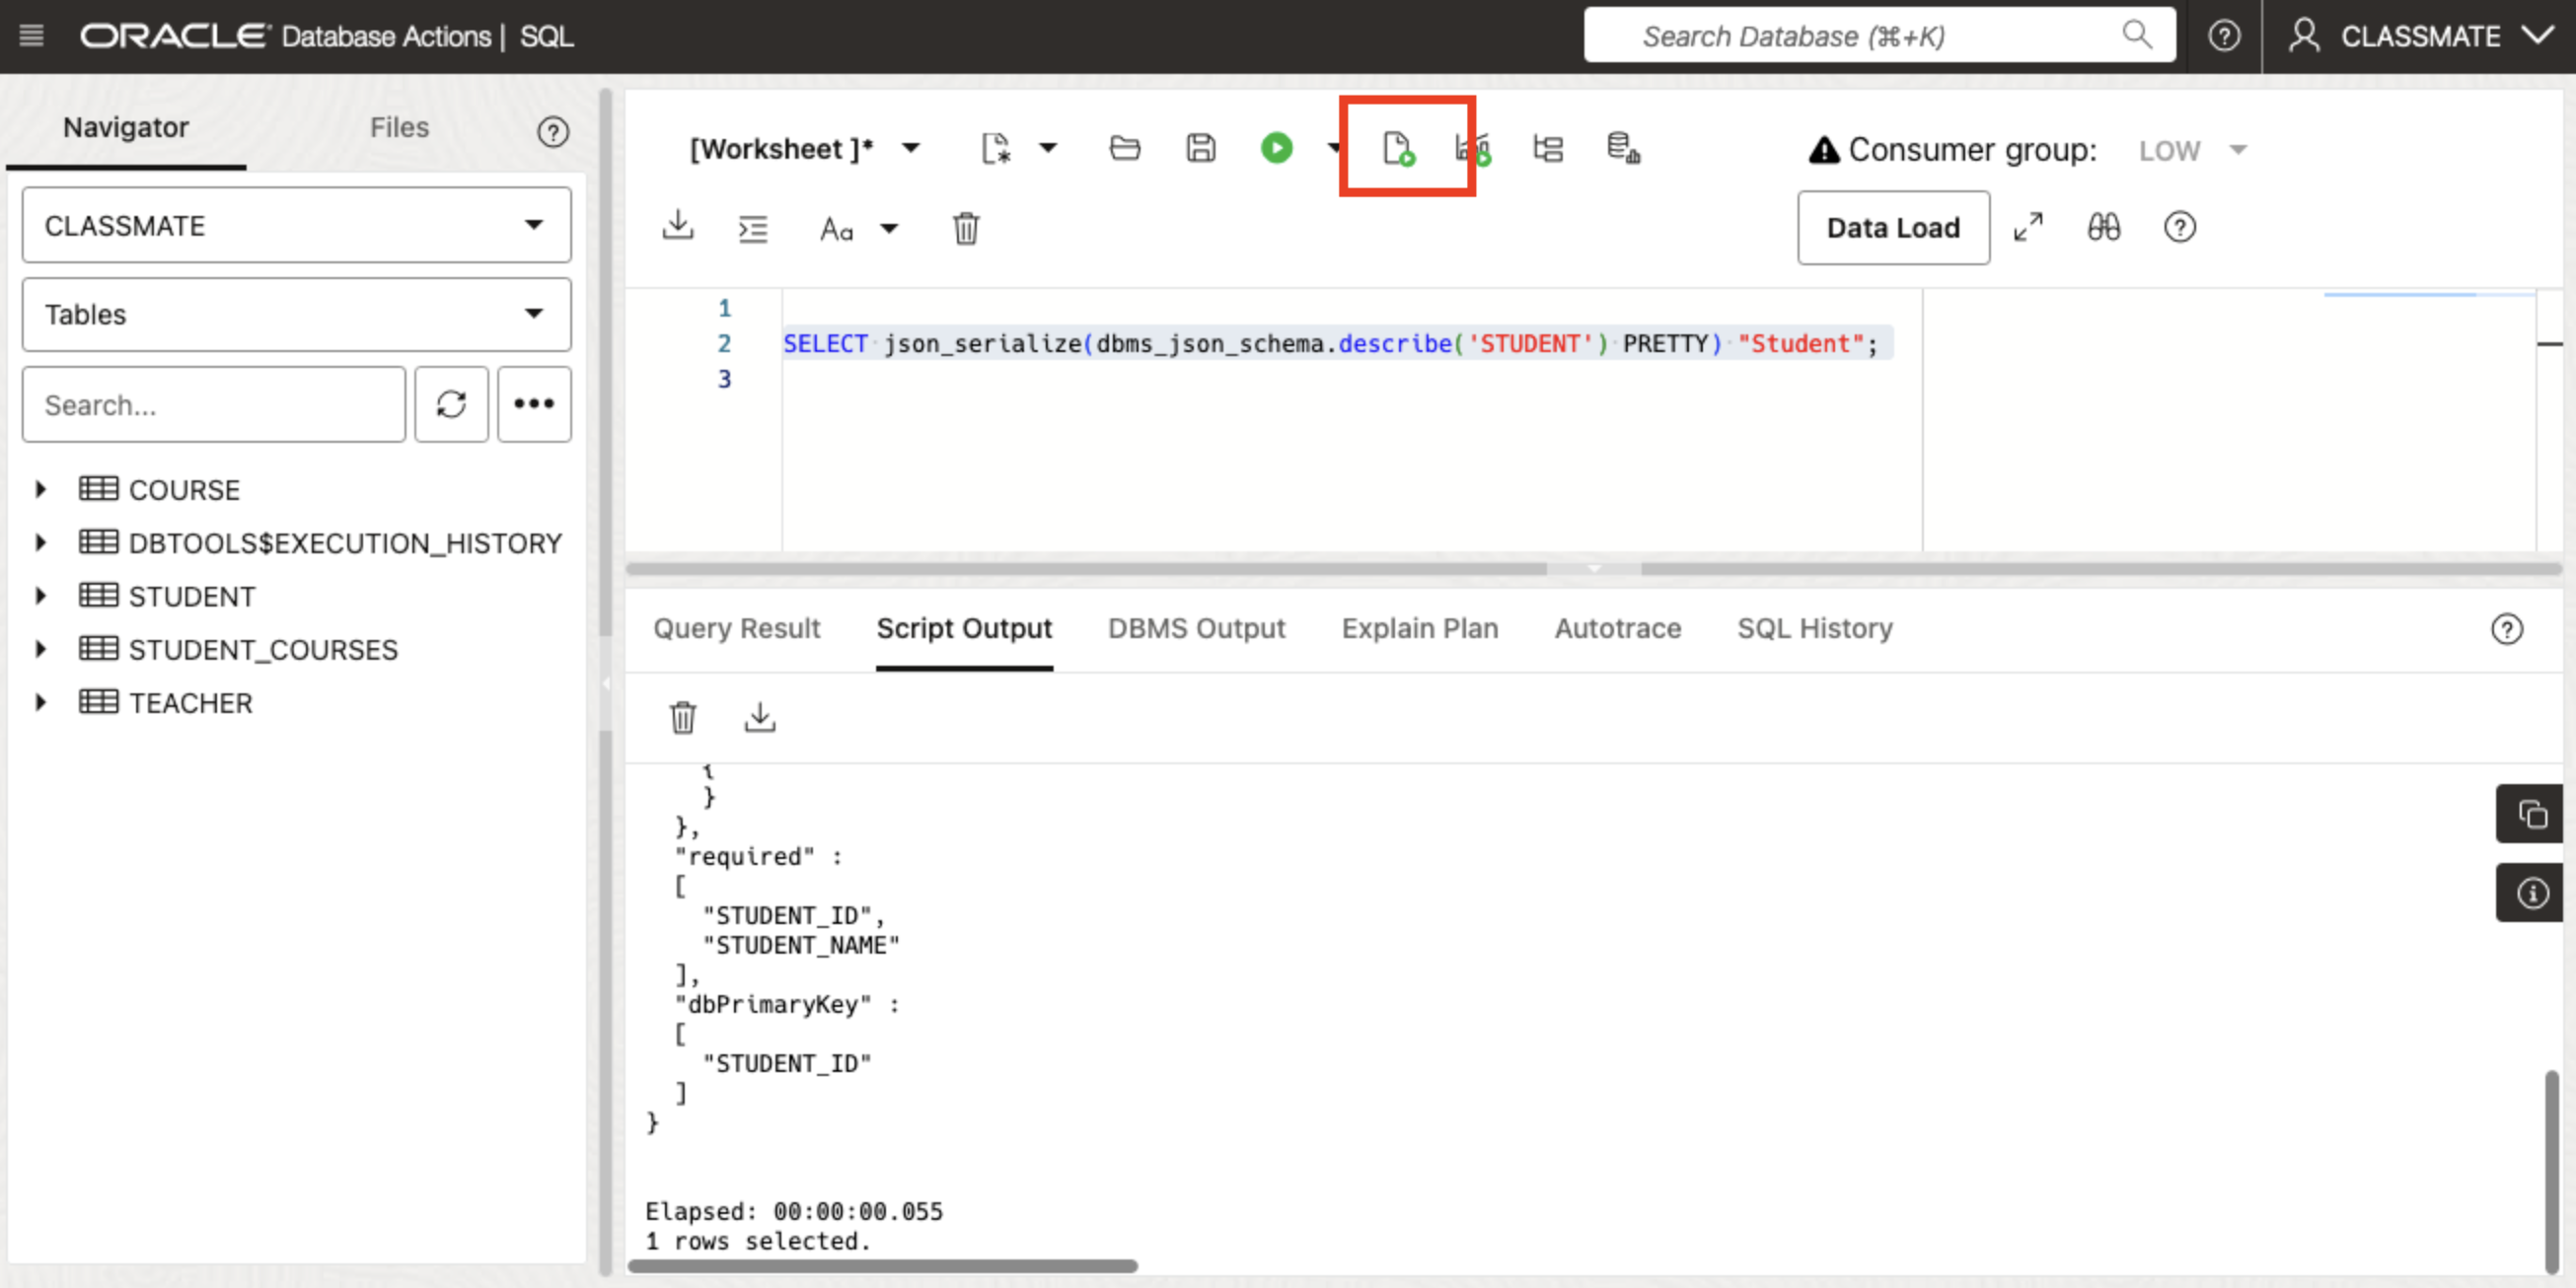 ORACLE Database Actions | SQL
Search Database (⌘+K)
CLASSMATE
Navigator
Files
CLASSMATE
Tables
Search...
COURSE
DBTOOLS$EXECUTION_HISTORY
STUDENT
STUDENT_COURSES
TEACHER
[Worksheet ]*
Consumer group: LOW
Aa
Data Load
1
2 SELECT json_serialize(dbms_json_schema.describe('STUDENT') PRETTY) "Student";
3
Query Result
Script Output
DBMS Output
Explain Plan
Autotrace
SQL History
{
}
},
"required" :
[
"STUDENT_ID",
"STUDENT_NAME"
],
"dbPrimaryKey" :
[
"STUDENT_ID"
]
}
Elapsed: 00:00:00.055
1 rows selected.